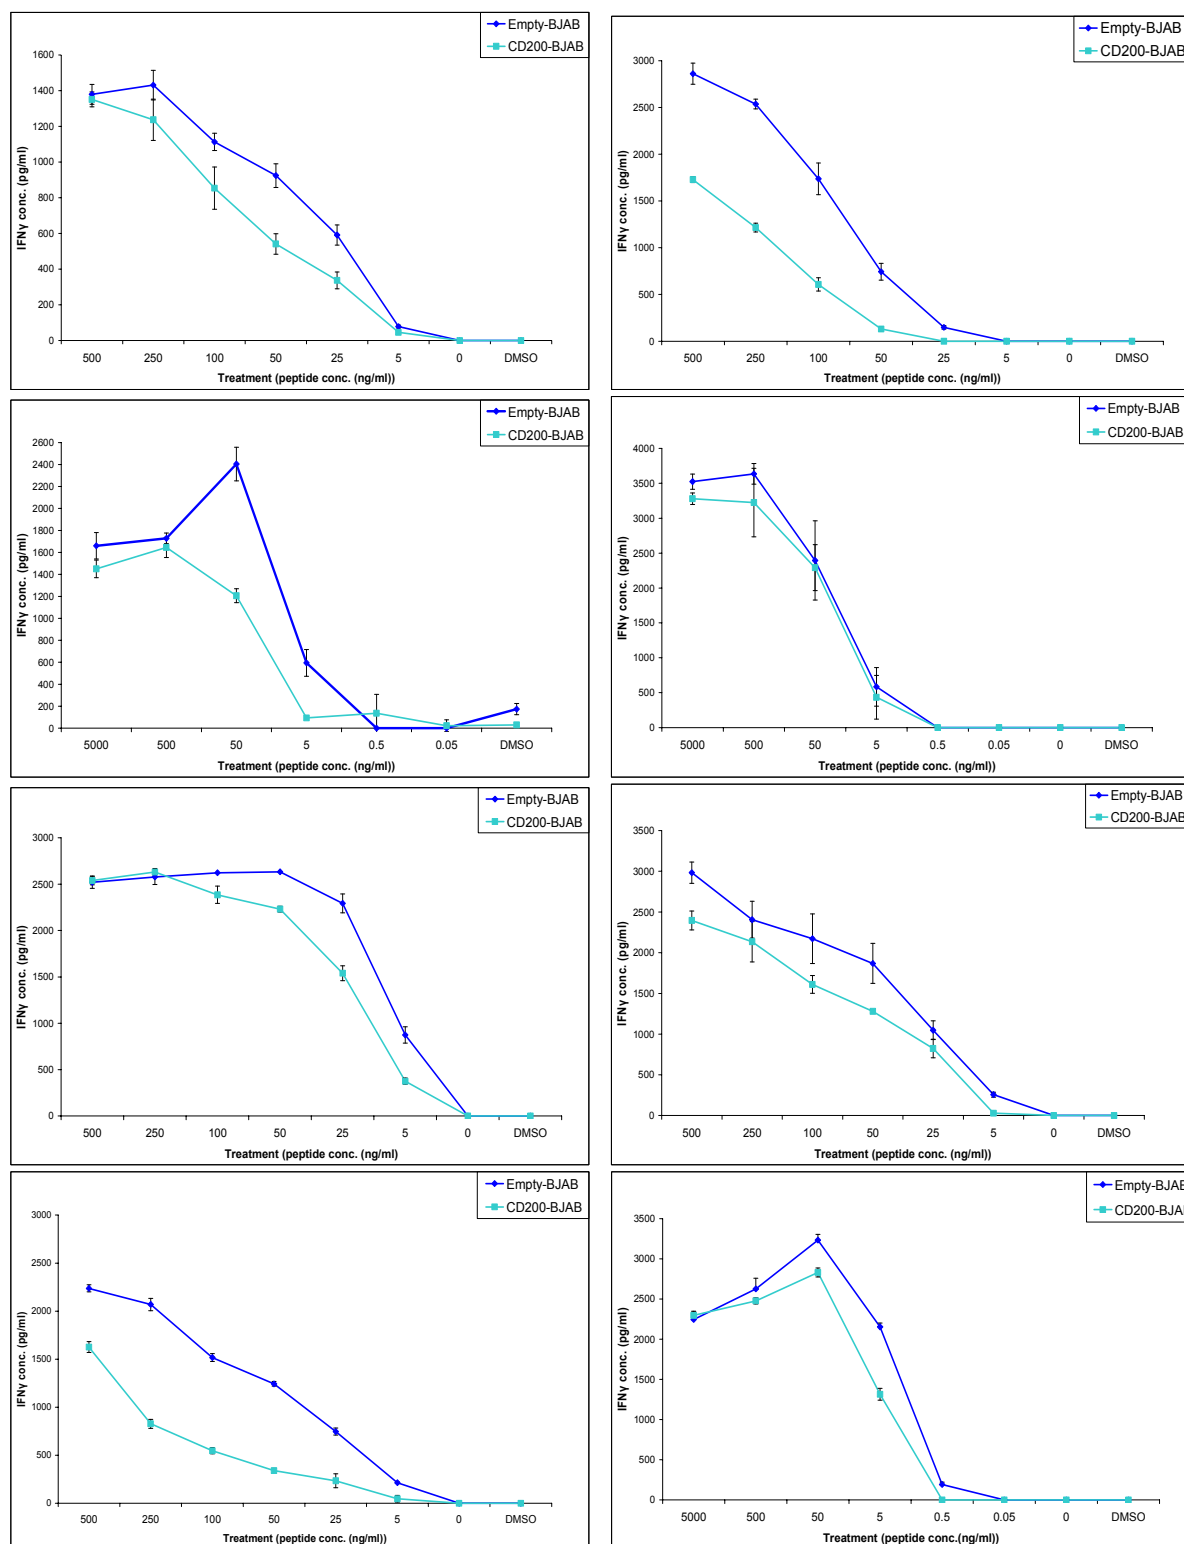 Empty-BJAB
CD200-BJAB
1600
1400
1200
1000
800
600
400
200
0
IFNγ conc. (pg/ml)
500 250 100 50 25 5 0 DMSO
Treatment (peptide conc. (ng/ml))
Empty-BJAB
CD200-BJAB
3000
2500
2000
1500
1000
500
0
IFNγ conc. (pg/ml)
500 250 100 50 25 5 0 DMSO
Treatment (peptide conc. (ng/ml))
Empty-BJAB
CD200-BJAB
2600
2400
2200
2000
1800
1600
1400
1200
1000
800
600
400
200
0
IFNγ conc. (pg/ml)
5000 500 50 5 0.5 0.05 DMSO
Treatment (peptide conc. (ng/ml))
Empty-BJAB
CD200-BJAB
4000
3500
3000
2500
2000
1500
1000
500
0
IFNγ conc. (pg/ml)
5000 500 50 5 0.5 0.05 0 DMSO
Treatment (peptide conc. (ng/ml))
Empty-BJAB
CD200-BJAB
3000
2500
2000
1500
1000
500
0
IFNγ conc. (pg/ml)
500 250 100 50 25 5 0 DMSO
Treatment (peptide conc. (ng/ml)
Empty-BJAB
CD200-BJAB
3500
3000
2500
2000
1500
1000
500
0
IFNγ conc. (pg/ml)
500 250 100 50 25 5 0 DMSO
Treatment (peptide conc. (ng/ml))
Empty-BJAB
CD200-BJAB
3000
2500
2000
1500
1000
500
0
IFNγ conc. (pg/ml)
500 250 100 50 25 5 0 DMSO
Treatment (peptide conc. (ng/ml))
Empty-BJAB
CD200-BJAB
3500
3000
2500
2000
1500
1000
500
0
IFNγ conc. (pg/ml)
5000 500 50 5 0.5 0.05 0 DMSO
Treatment (peptide conc.(ng/ml))